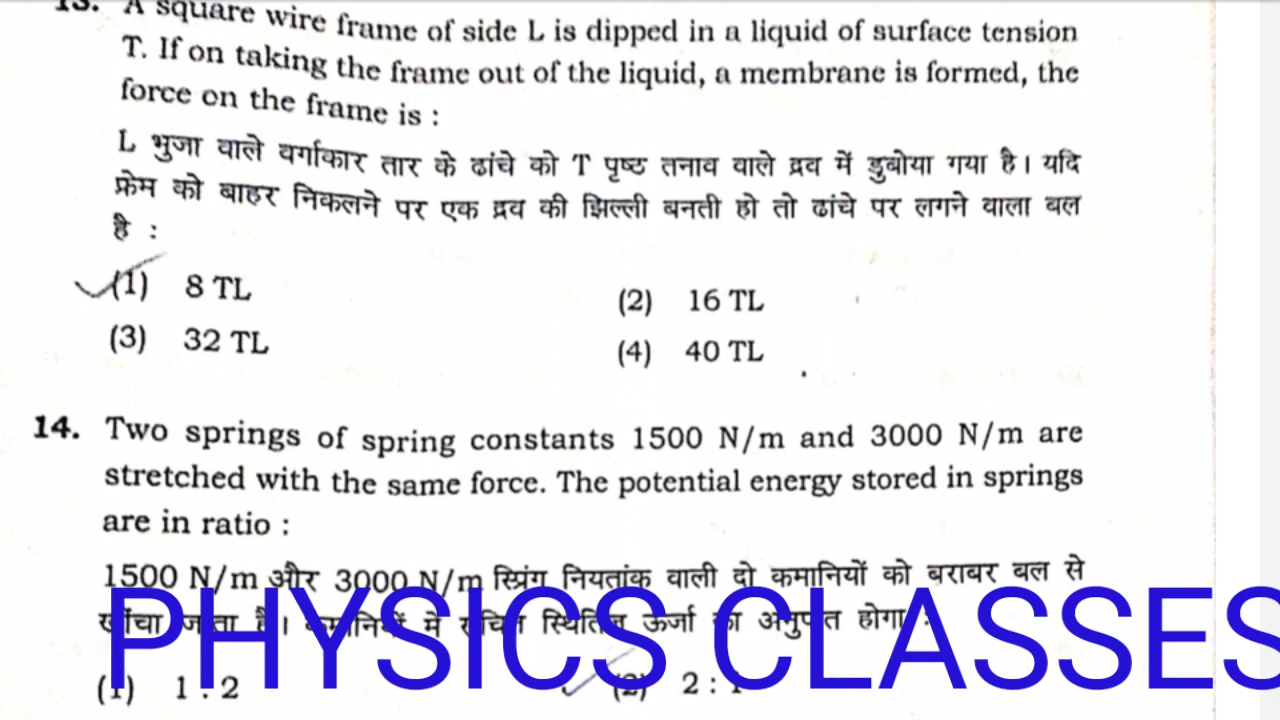 13. A square wire frame of side L is dipped in a liquid of surface tension
T. If on taking the frame out of the liquid, a membrane is formed, the
force on the frame is :
L भुजा वाले वर्गाकार तार के ढांचे को T पृष्ठ तनाव वाले द्रव में डुबोया गया है। यदि
फ्रेम को बाहर निकलने पर एक द्रव की झिल्ली बनती हो तो ढांचे पर लगने वाला बल
है :
(1) 8 TL
(2) 16 TL
(3) 32 TL
(4) 40 TL
14. Two springs of spring constants 1500 N/m and 3000 N/m are
stretched with the same force. The potential energy stored in springs
are in ratio :
1500 N/m और 3000 N/m स्प्रिंग नियतांक वाली दो कमानियों को बराबर बल से
खींचा जाता है। कमानियों में संचित स्थितिज ऊर्जा का अनुपात होगा :
PHYSICS CLASSES
(1) 1 : 2
(2) 2 : 1